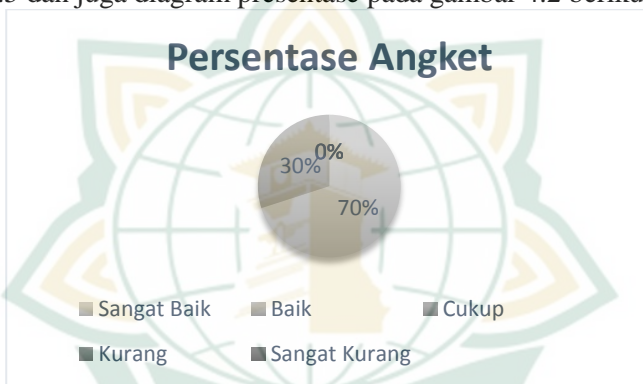 dan juga diagram presentase pada gambar 4.2
Persentase Angket
0%
30%
70%
Sangat Baik
Baik
Cukup
Kurang
Sangat Kurang